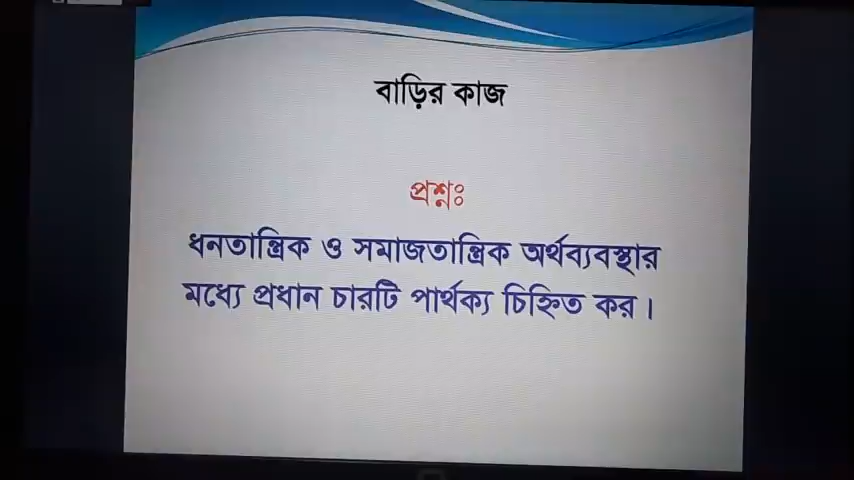 বাড়ির কাজ
প্রশ্নঃ
ধনতান্ত্রিক ও সমাজতান্ত্রিক অর্থব্যবস্থার
মধ্যে প্রধান চারটি পার্থক্য চিহ্নিত কর।